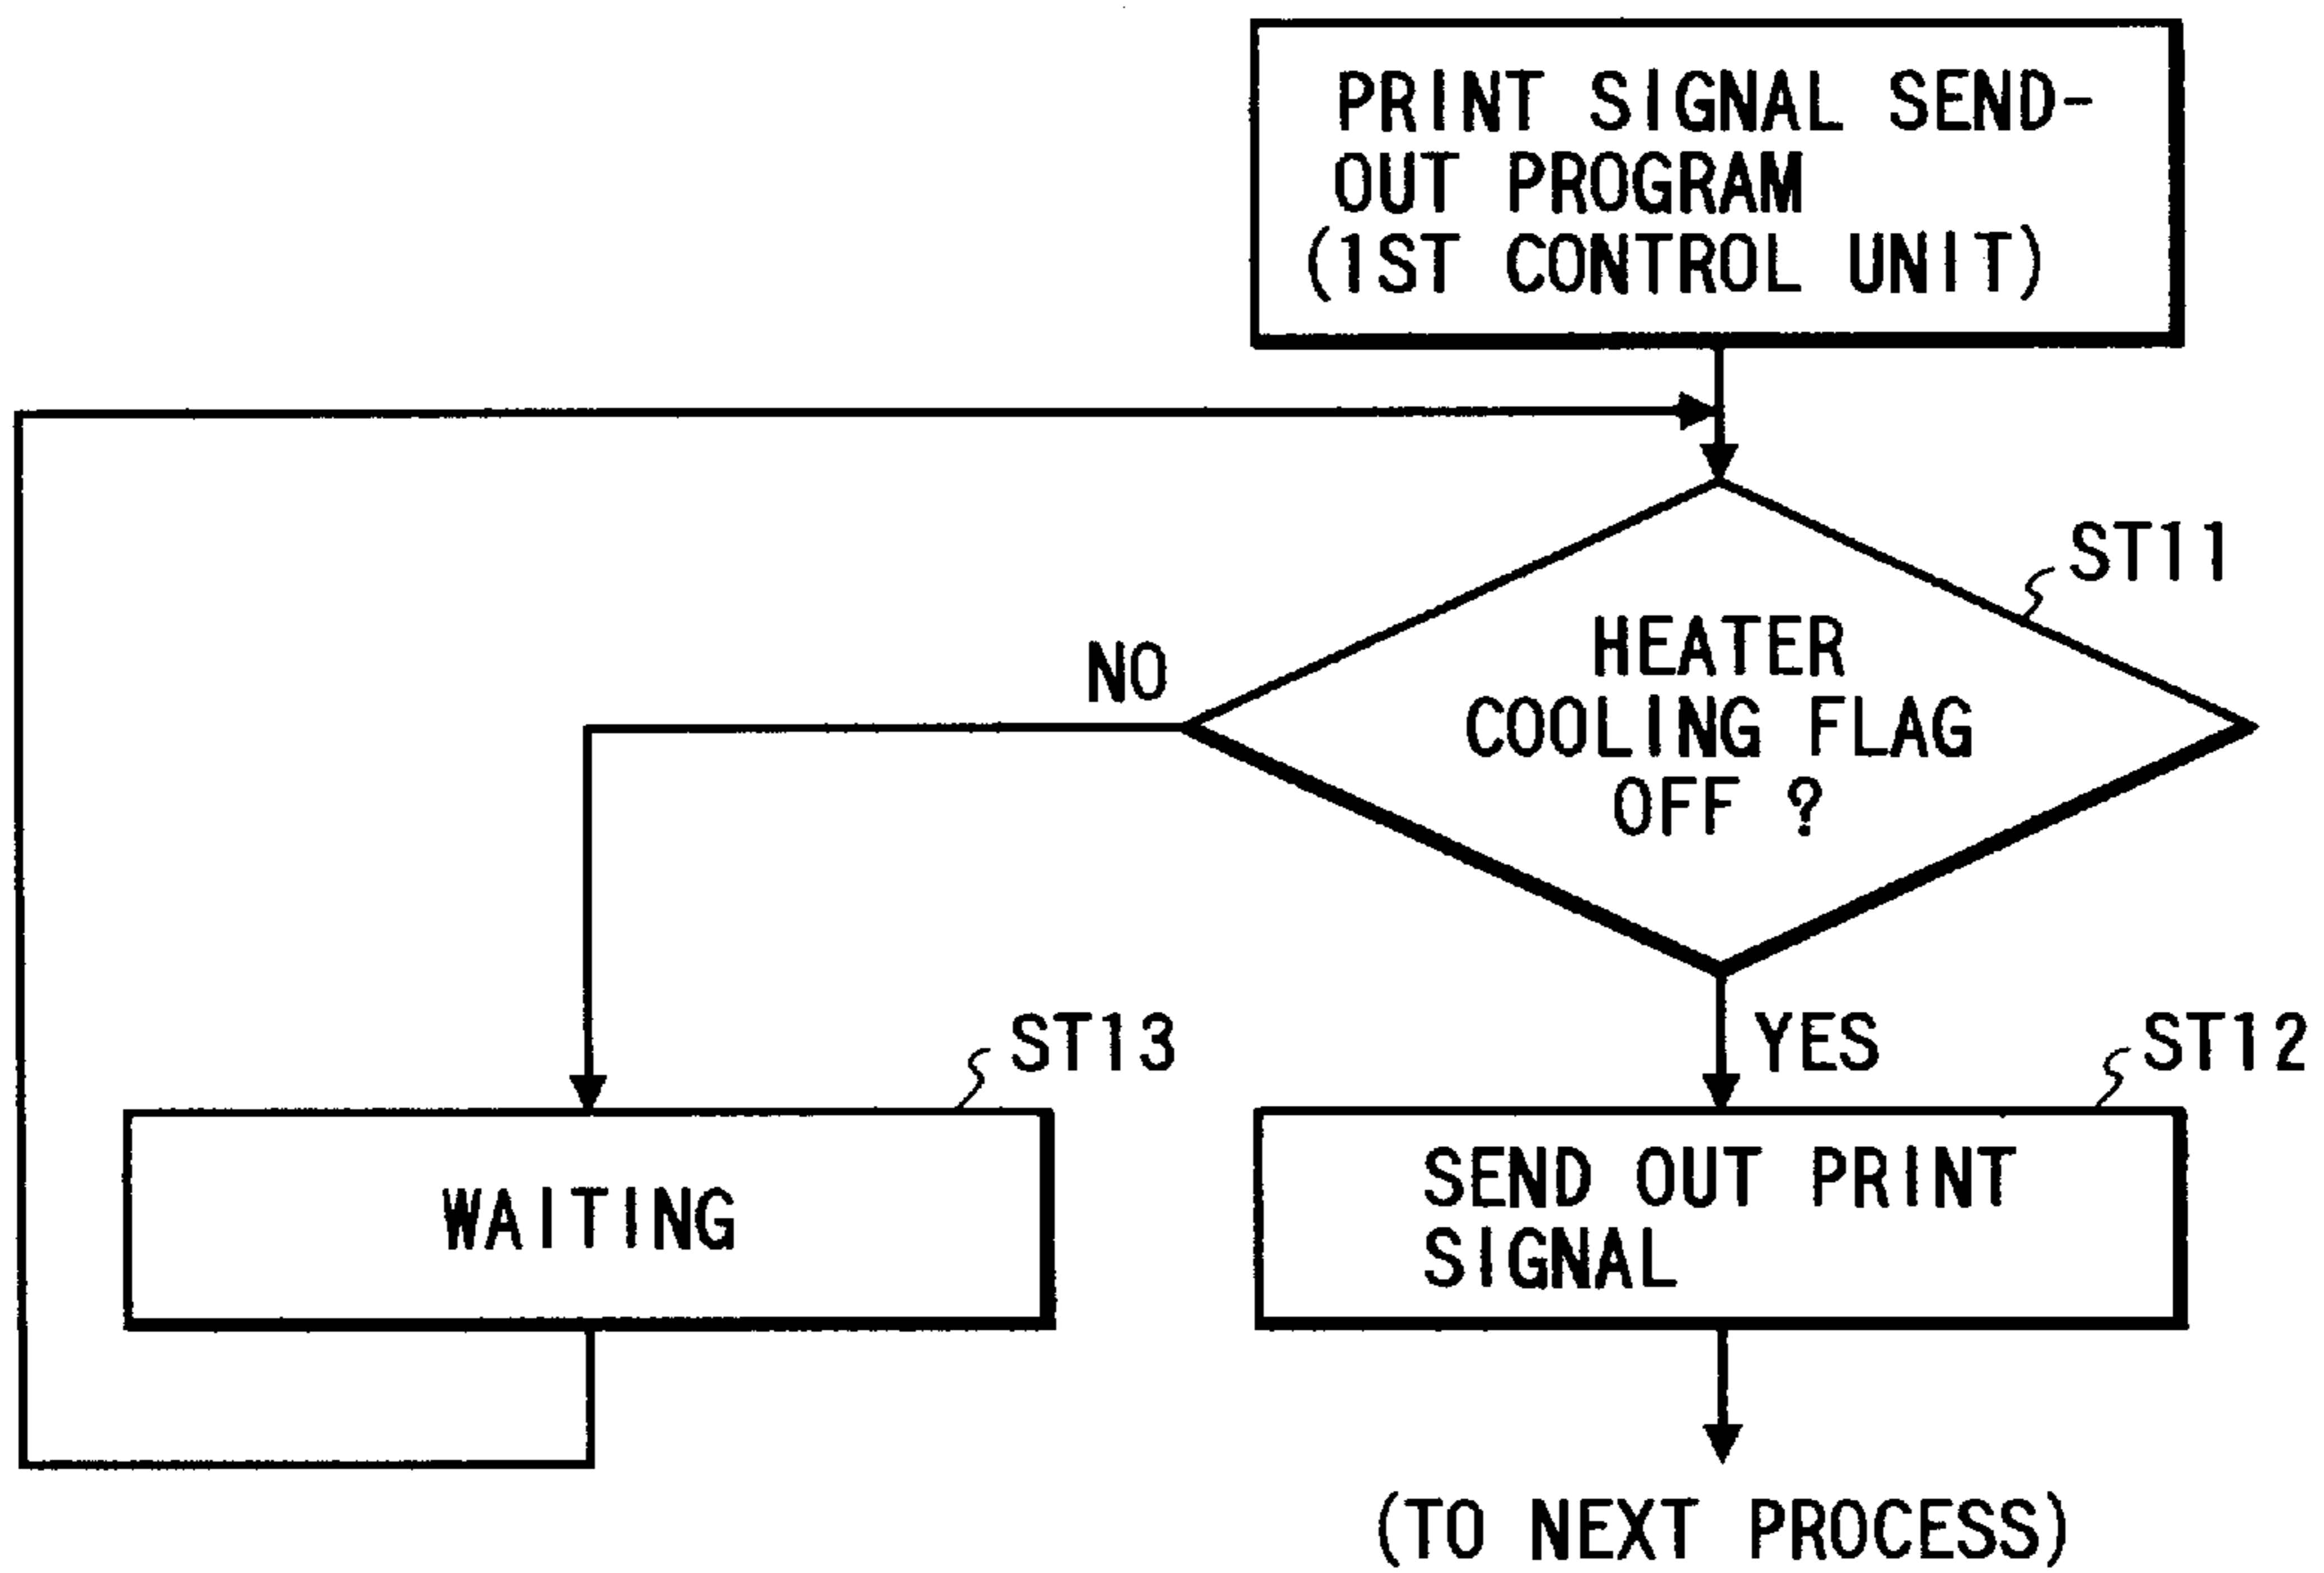 PRINT SIGNAL SEND-
OUT PROGRAM
(1ST CONTROL UNIT)
ST11
HEATER
COOLING FLAG
OFF ?
NO
YES
ST13
ST12
WAITING
SEND OUT PRINT
SIGNAL
(TO NEXT PROCESS)